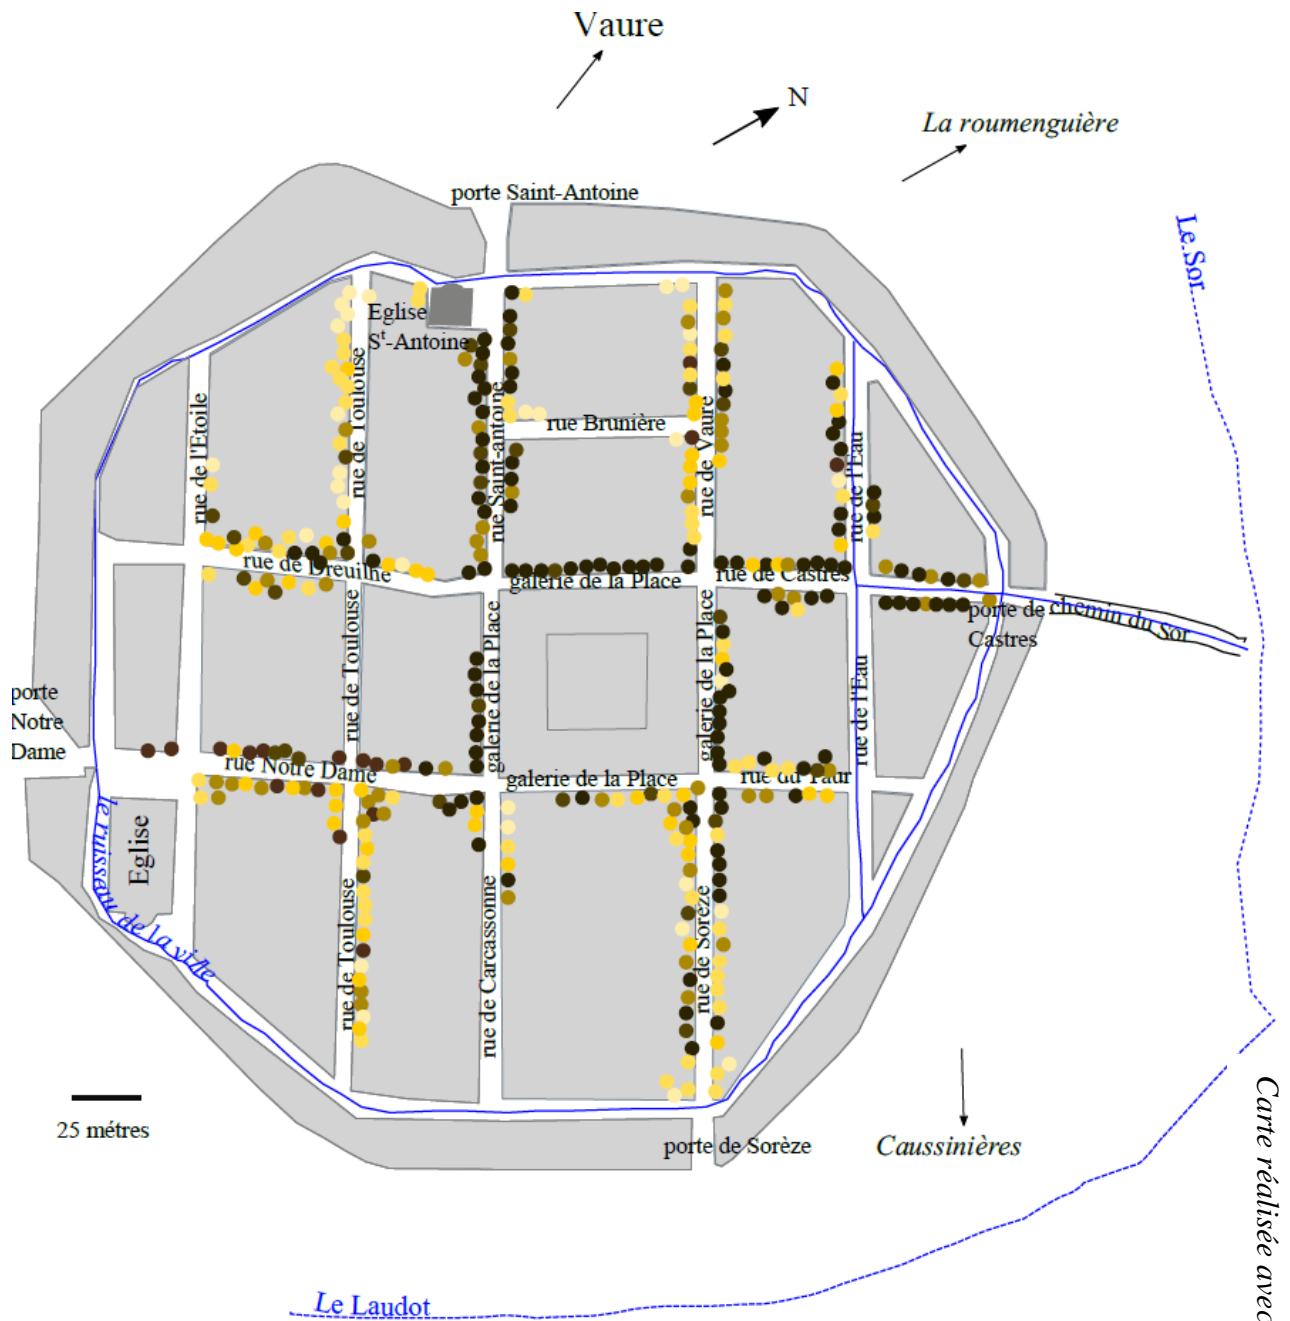 Vaure
N
La roumenguière
porte Saint-Antoine
Le Sor
Eglise
St-Antoine
rue de l'Etoile
rue de Toulouse
rue Saint-antoine
rue Brunière
rue de Vaure
rue de l'Eau
rue de Dreuilhe
galerie de la Place
rue de Castres
porte de
Castres
chemin du Sor
rue de Toulouse
galerie de la Place
galerie de la Place
rue de l'Eau
porte
Notre
Dame
rue Notre Dame
galerie de la Place
rue du Faur
le ruisseau de la ville
Eglise
rue de Toulouse
rue de Carcassonne
rue de Sorèze
25 métres
porte de Sorèze
Caussinières
Carte réalisée avec
Le Laudot